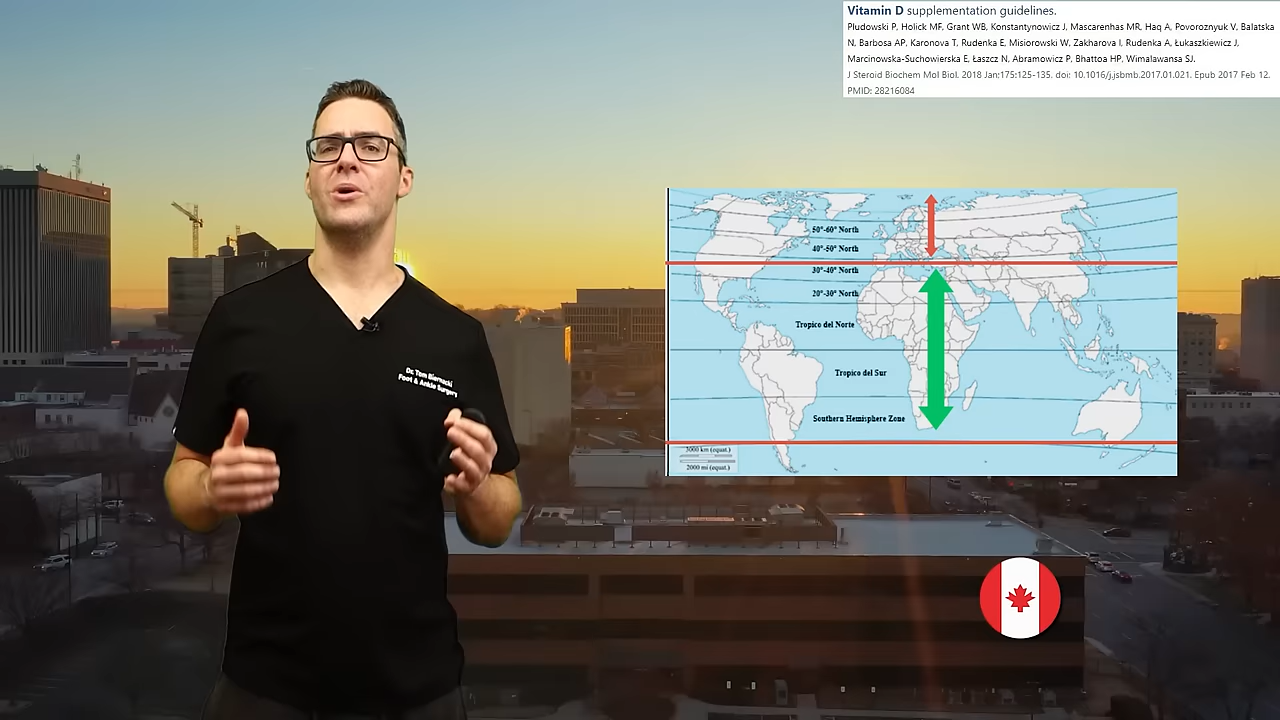 Vitamin D supplementation guidelines.
Pludowski P, Holick MF, Grant WB, Konstantynowicz J, Mascarenhas MR, Haq A, Povoroznyuk V, Balatska
N, Barbosa AP, Karonova T, Rudenka E, Misiorowski W, Zakharova I, Rudenka A, Łukaszkiewicz J,
Marcinowska-Suchowierska E, Łaszcz N, Abramowicz P, Bhattoa HP, Wimalawansa SJ.
J Steroid Biochem Mol Biol. 2018 Jan;175:125-135. doi: 10.1016/j.jsbmb.2017.01.021. Epub 2017 Feb 12.
PMID: 28216084
50°-60° North
40°-50° North
30°-40° North
20°-30° North
Tropico del Norte
Tropico del Sur
Southern Hemisphere Zone
3000 km (equat.)
2000 mi (equat.)
Dr. Tom Biernacki
Foot & Ankle Surgery